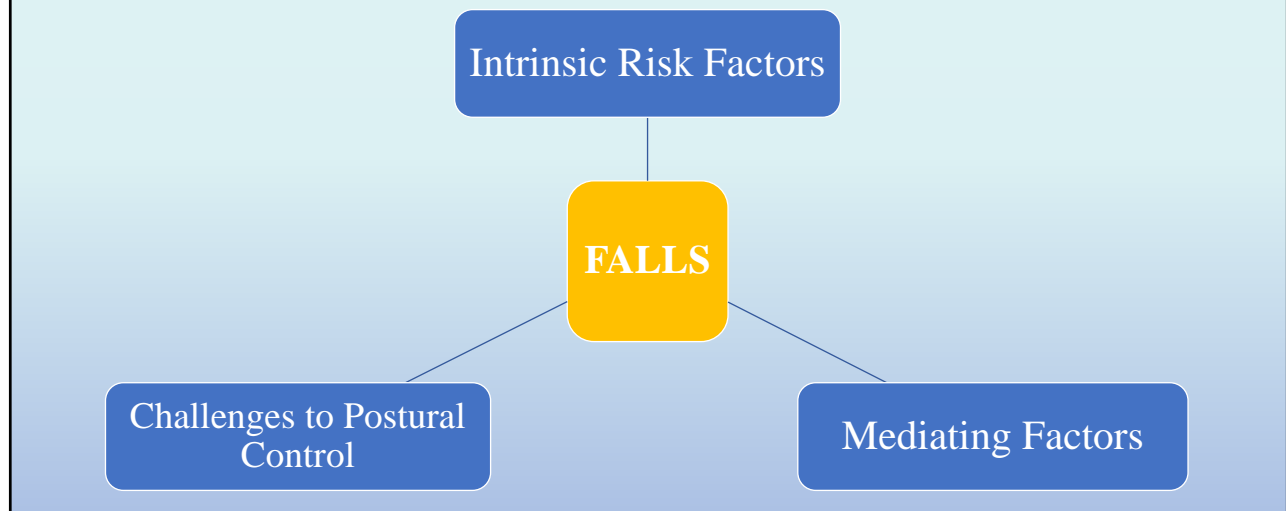 Intrinsic Risk Factors
FALLS
Challenges to Postural
Control
Mediating Factors